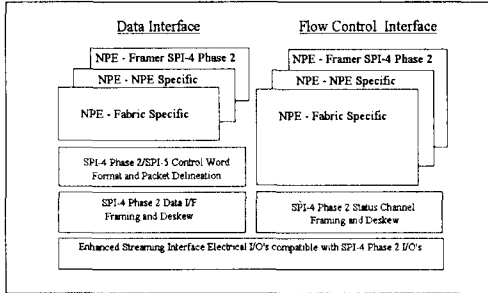 Data Interface
Flow Control Interface
NPE - Framer SPI-4 Phase 2
NPE - NPE Specific
NPE - Fabric Specific
NPE - Framer SPI-4 Phase 2
NPE - NPE Specific
NPE - Fabric Specific
SPI-4 Phase 2/SPI-5 Control Word
Format and Packet Delineation
SPI-4 Phase 2 Data I/F
Framing and Deskew
SPI-4 Phase 2 Status Channel
Framing and Deskew
Enhanced Streaming Interface Electrical I/O's compatible with SPI-4 Phase 2 I/O's